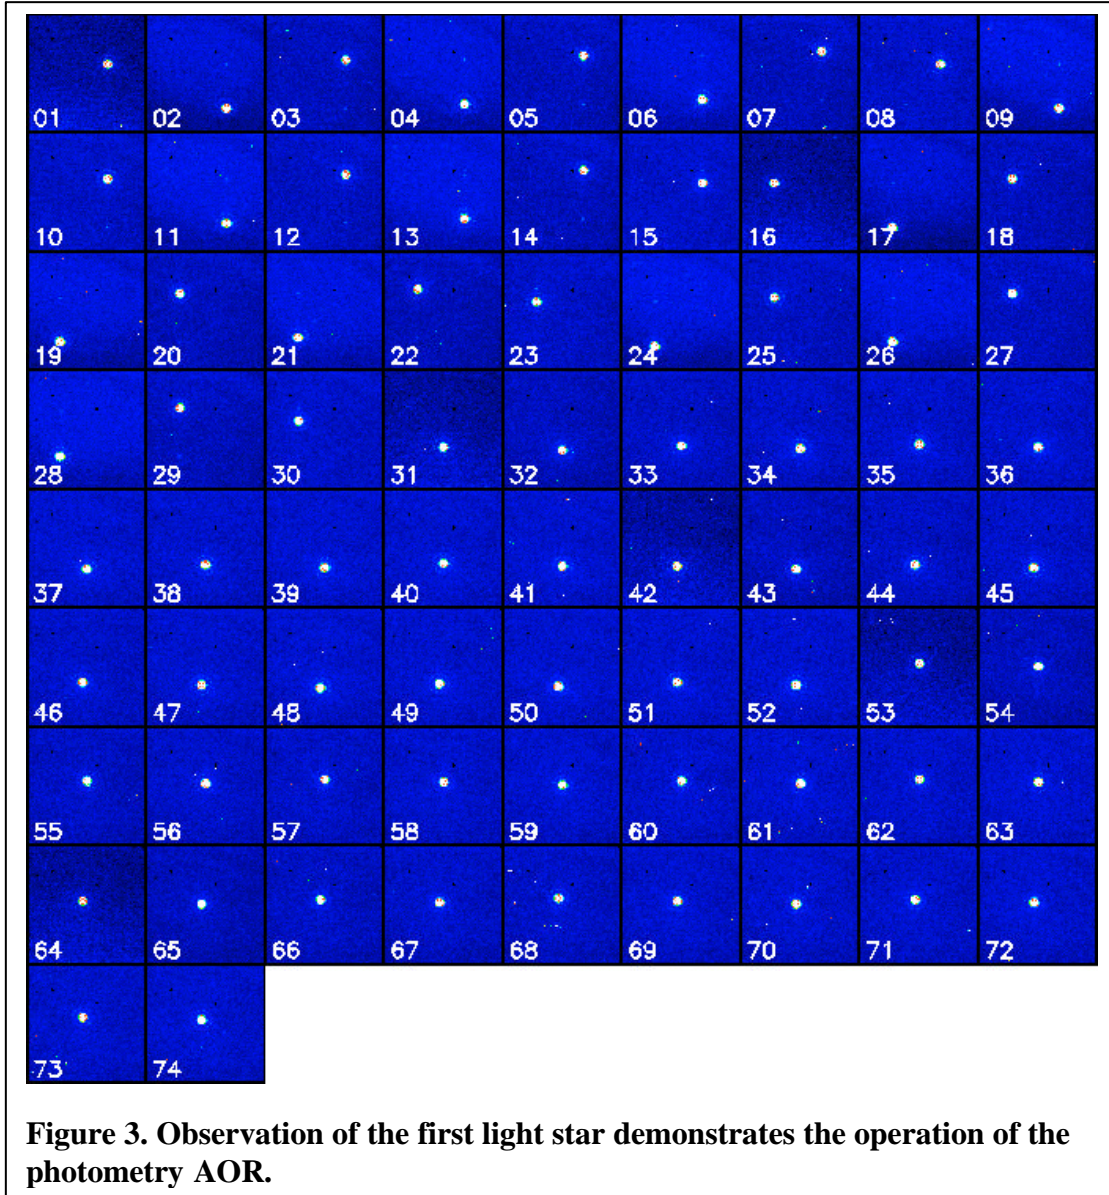 01 02 03 04 05 06 07 08 09
10 11 12 13 14 15 16 17 18
19 20 21 22 23 24 25 26 27
28 29 30 31 32 33 34 35 36
37 38 39 40 41 42 43 44 45
46 47 48 49 50 51 52 53 54
55 56 57 58 59 60 61 62 63
64 65 66 67 68 69 70 71 72
73 74
Figure 3. Observation of the first light star demonstrates the operation of the
photometry AOR.